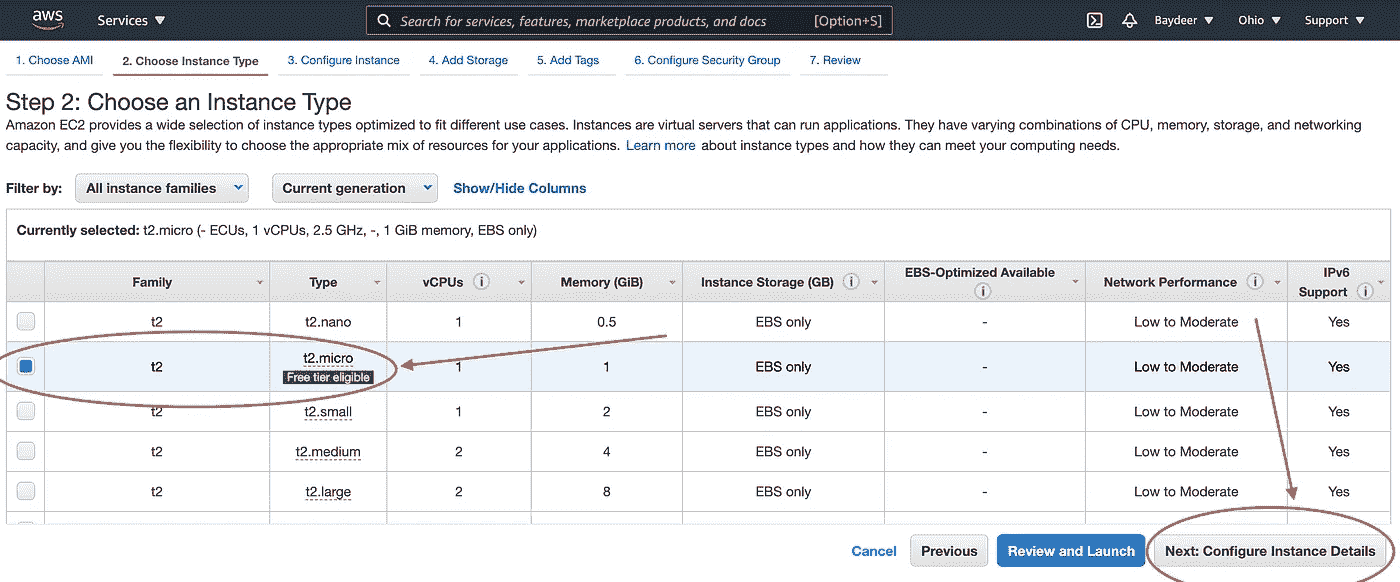 aws Services Search for services, features, marketplace products, and docs [Option+S] Baydeer Ohio Support
1. Choose AMI 2. Choose Instance Type 3. Configure Instance 4. Add Storage 5. Add Tags 6. Configure Security Group 7. Review
Step 2: Choose an Instance Type
Amazon EC2 provides a wide selection of instance types optimized to fit different use cases. Instances are virtual servers that can run applications. They have varying combinations of CPU, memory, storage, and networking
capacity, and give you the flexibility to choose the appropriate mix of resources for your applications. Learn more about instance types and how they can meet your computing needs.
Filter by: All instance families Current generation Show/Hide Columns
Currently selected: t2.micro (- ECUs, 1 vCPUs, 2.5 GHz, -, 1 GiB memory, EBS only)
Family Type vCPUs i Memory (GiB) Instance Storage (GB) i EBS-Optimized Available i Network Performance i IPv6 Support i
t2 t2.nano 1 0.5 EBS only - Low to Moderate Yes
t2 t2.micro Free tier eligible 1 1 EBS only - Low to Moderate Yes
t2 t2.small 1 2 EBS only - Low to Moderate Yes
t2 t2.medium 2 4 EBS only - Low to Moderate Yes
t2 t2.large 2 8 EBS only - Low to Moderate Yes
Cancel Previous Review and Launch Next: Configure Instance Details